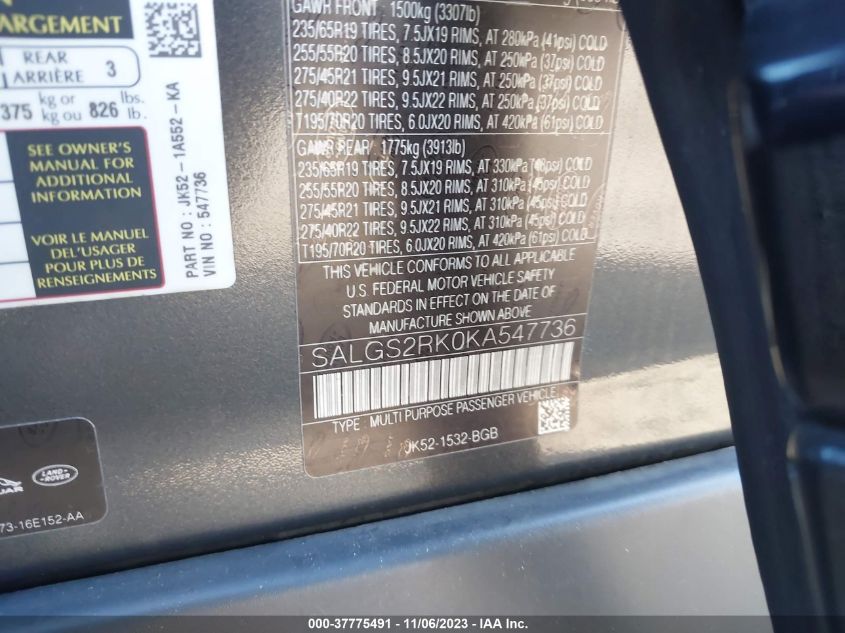 ARGEMENT
REAR
ARRIÈRE 3
375 kg or kg ou 826 lbs. lb.
SEE OWNER'S
MANUAL FOR
ADDITIONAL
INFORMATION
VOIR LE MANUEL
DEL'USAGER
POUR PLUS DE
RENSEIGNEMENTS
PART NO : JK52-1A552-KA
VIN NO : 547736
GAWR FRONT 1500kg (3307lb)
235/65R19 TIRES, 7.5JX19 RIMS, AT 280kPa (41psi) COLD
255/55R20 TIRES, 8.5JX20 RIMS, AT 250kPa (37psi) COLD
275/45R21 TIRES, 9.5JX21 RIMS, AT 250kPa (37psi) COLD
275/40R22 TIRES, 9.5JX22 RIMS, AT 250kPa (37psi) COLD
T195/70R20 TIRES, 6.0JX20 RIMS, AT 420kPa (61psi) COLD
GAWR REAR 1775kg (3913lb)
235/65R19 TIRES, 7.5JX19 RIMS, AT 330kPa (48psi) COLD
255/55R20 TIRES, 8.5JX20 RIMS, AT 310kPa (45psi) COLD
275/45R21 TIRES, 9.5JX21 RIMS, AT 310kPa (45psi) COLD
275/40R22 TIRES, 9.5JX22 RIMS, AT 310kPa (45psi) COLD
T195/70R20 TIRES, 6.0JX20 RIMS, AT 420kPa (61psi) COLD
THIS VEHICLE CONFORMS TO ALL APPLICABLE
U.S. FEDERAL MOTOR VEHICLE SAFETY
STANDARDS IN EFFECT ON THE DATE OF
MANUFACTURE SHOWN ABOVE
SALGS2RK0KA547736
TYPE : MULTI PURPOSE PASSENGER VEHICLE
JK52-1532-BGB
UAR
LAND ROVER
73-16E152-AA
000-37775491 - 11/06/2023 - IAA Inc.